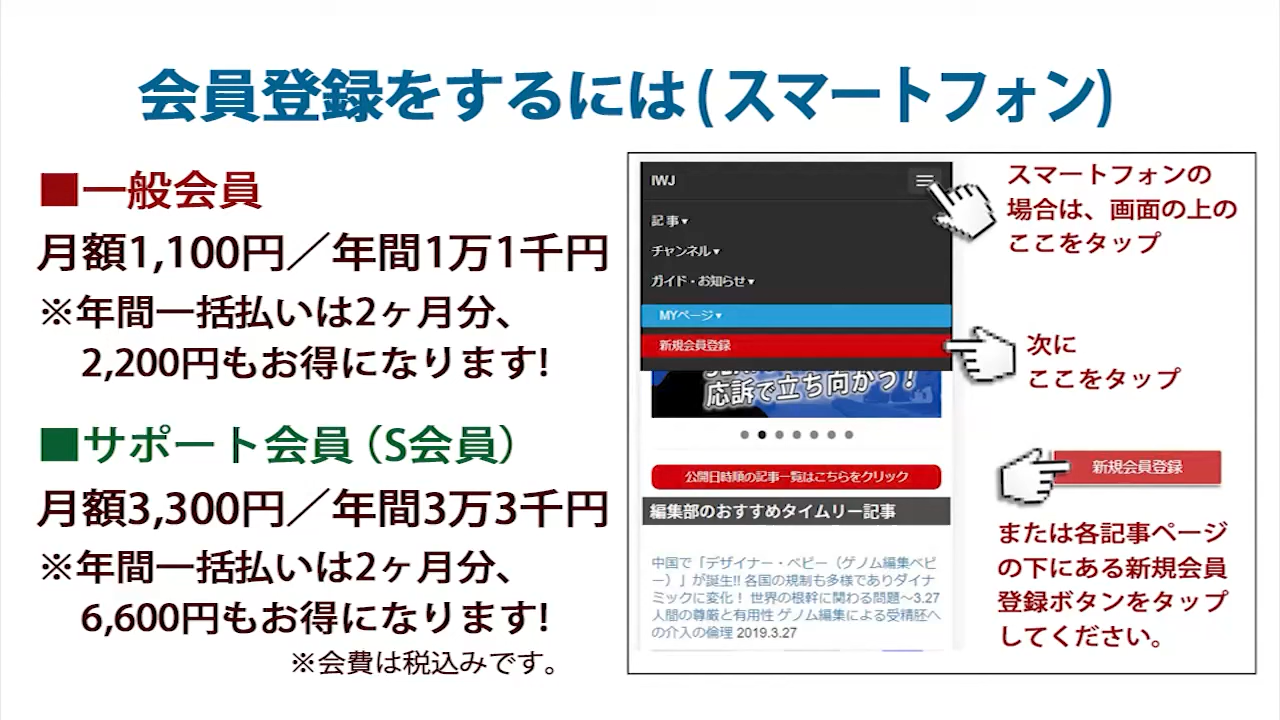 会員登録をするには(スマートフォン)
■一般会員
月額1,100円／年間1万1千円
※年間一括払いは2ヶ月分、
2,200円もお得になります!
■サポート会員（S会員）
月額3,300円／年間3万3千円
※年間一括払いは2ヶ月分、
6,600円もお得になります!
※会費は税込みです。
IWJ
記事▾
チャンネル▾
ガイド・お知らせ▾
MYページ▾
新規会員登録
応訴で立ち向かう！
公開日時順の記事一覧はこちらをクリック
編集部のおすすめタイムリー記事
中国で「デザイナー・ベビー（ゲノム編集ベビ
ー）」が誕生!! 各国の規制も多様でありダイナ
ミックに変化！ 世界の根幹に関わる問題～3.27
人間の尊厳と有用性 ゲノム編集による受精胚へ
の介入の倫理 2019.3.27
スマートフォンの
場合は、画面の上の
ここをタップ
次に
ここをタップ
新規会員登録
または各記事ページ
の下にある新規会員
登録ボタンをタップ
してください。